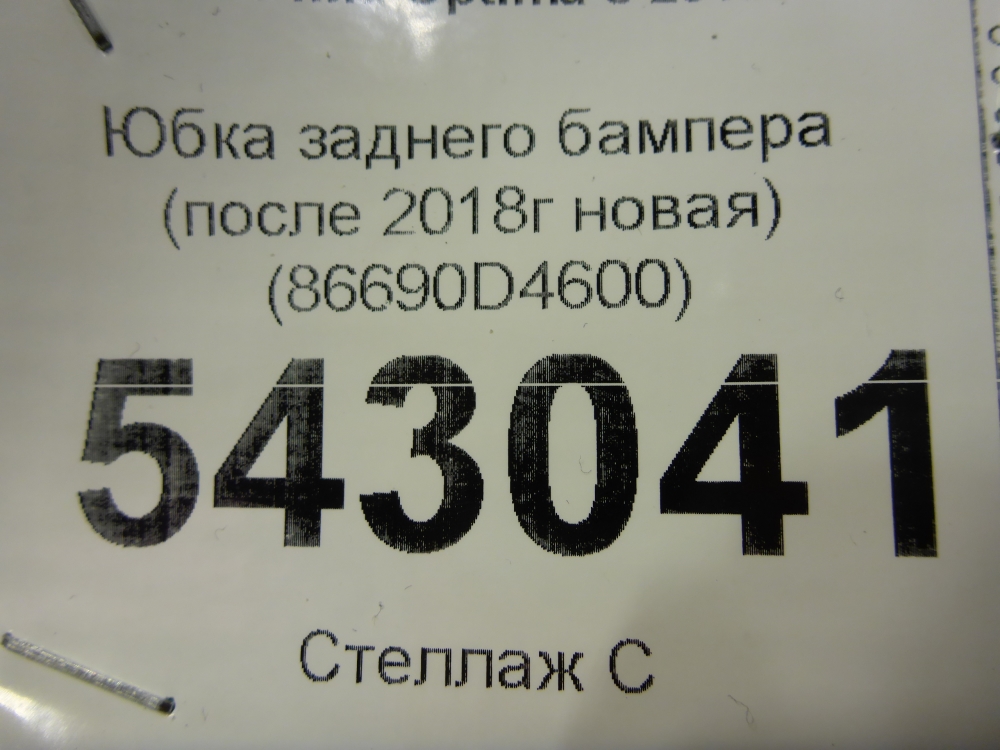 Юбка заднего бампера
(после 2018г новая)
(86690D4600)
543041
Стеллаж С